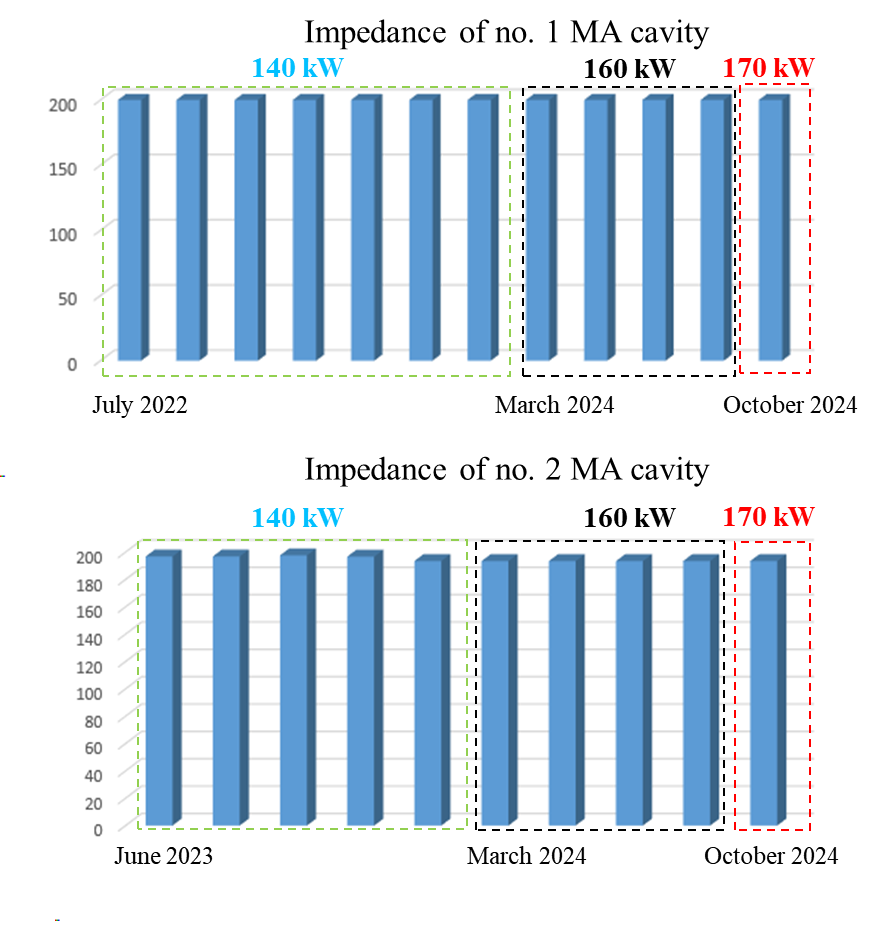 Impedance of no. 1 MA cavity
140 kW 160 kW 170 kW
200
150
100
50
0
July 2022 March 2024 October 2024
Impedance of no. 2 MA cavity
140 kW 160 kW 170 kW
200
180
160
140
120
100
80
60
40
20
0
June 2023 March 2024 October 2024